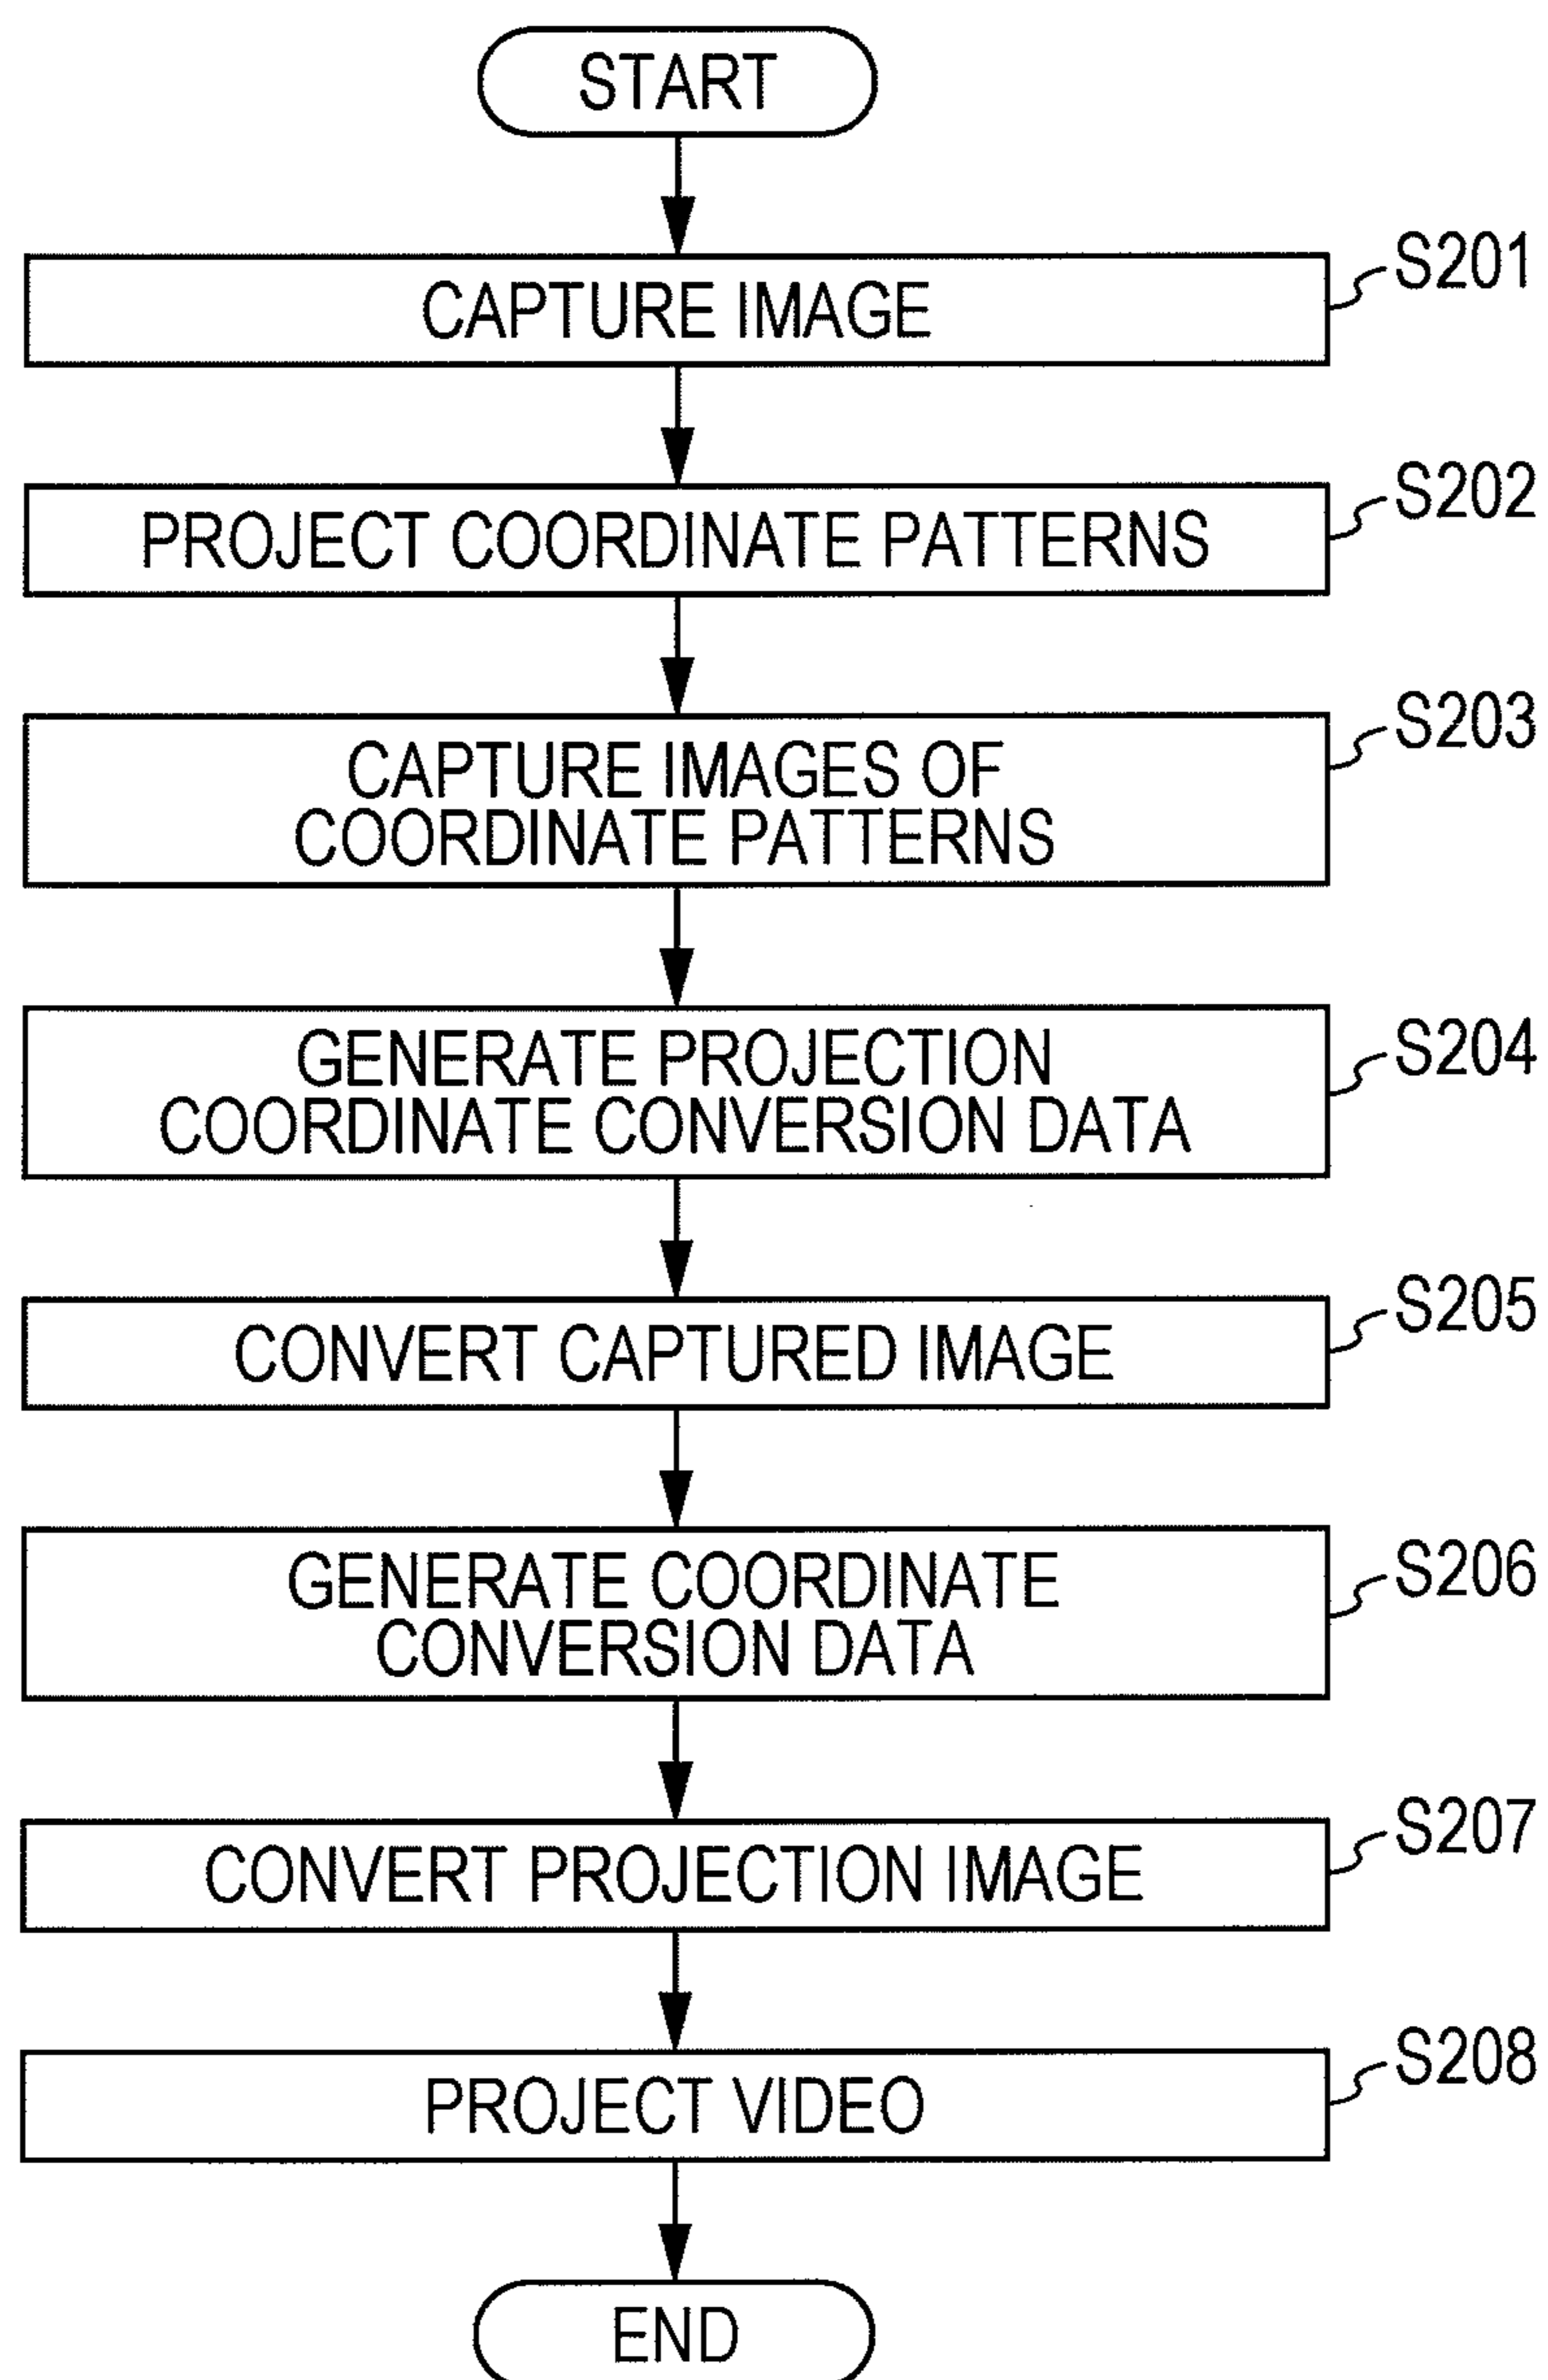 START
S201
CAPTURE IMAGE
S202
PROJECT COORDINATE PATTERNS
S203
CAPTURE IMAGES OF
COORDINATE PATTERNS
S204
GENERATE PROJECTION
COORDINATE CONVERSION DATA
S205
CONVERT CAPTURED IMAGE
S206
GENERATE COORDINATE
CONVERSION DATA
S207
CONVERT PROJECTION IMAGE
S208
PROJECT VIDEO
END